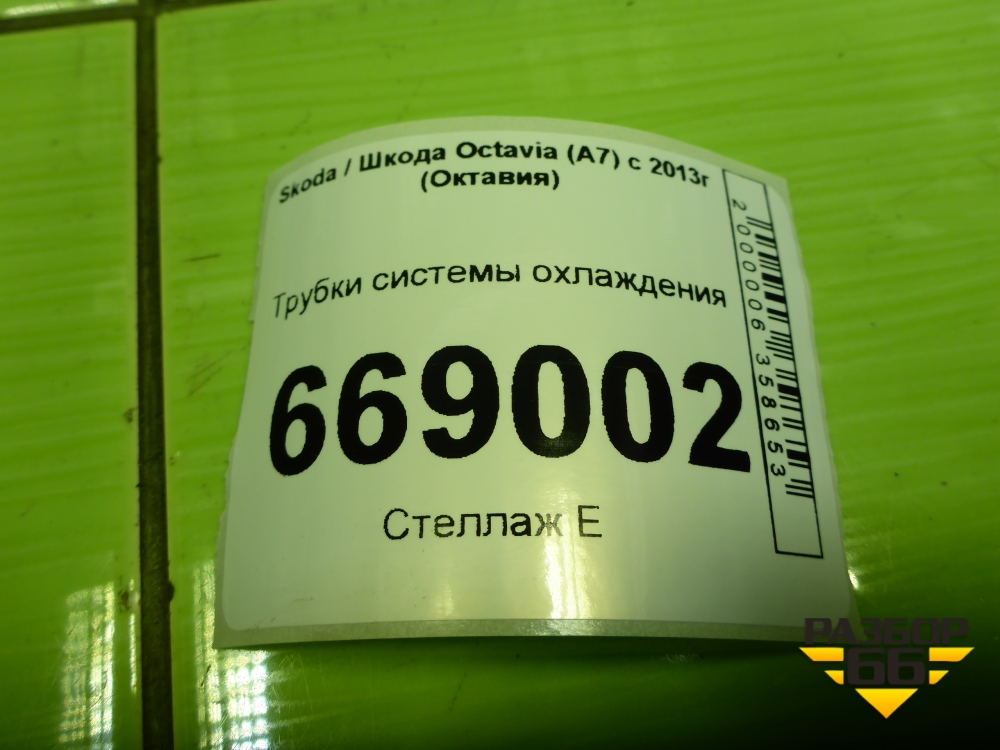 Skoda / Шкода Octavia (A7) с 2013г
(Октавия)
Трубки системы охлаждения
669002
Стеллаж Е
2000006358653
РАЗБОР
66